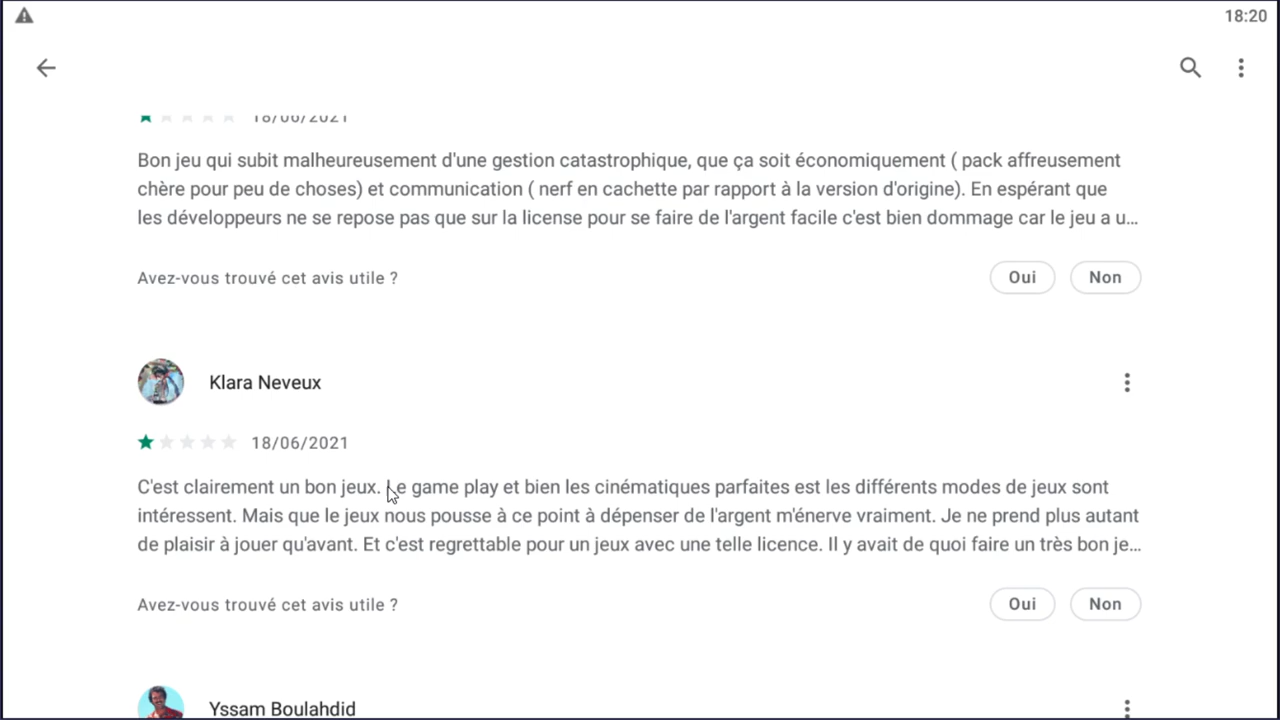 18:20
18/06/2021
Bon jeu qui subit malheureusement d'une gestion catastrophique, que ça soit économiquement ( pack affreusement
chère pour peu de choses) et communication ( nerf en cachette par rapport à la version d'origine). En espérant que
les développeurs ne se repose pas que sur la license pour se faire de l'argent facile c'est bien dommage car le jeu a u...
Avez-vous trouvé cet avis utile ?
Oui
Non
Klara Neveux
18/06/2021
C'est clairement un bon jeux. Le game play et bien les cinématiques parfaites est les différents modes de jeux sont
intéressent. Mais que le jeux nous pousse à ce point à dépenser de l'argent m'énerve vraiment. Je ne prend plus autant
de plaisir à jouer qu'avant. Et c'est regrettable pour un jeux avec une telle licence. Il y avait de quoi faire un très bon je...
Avez-vous trouvé cet avis utile ?
Oui
Non
Yssam Boulahdid